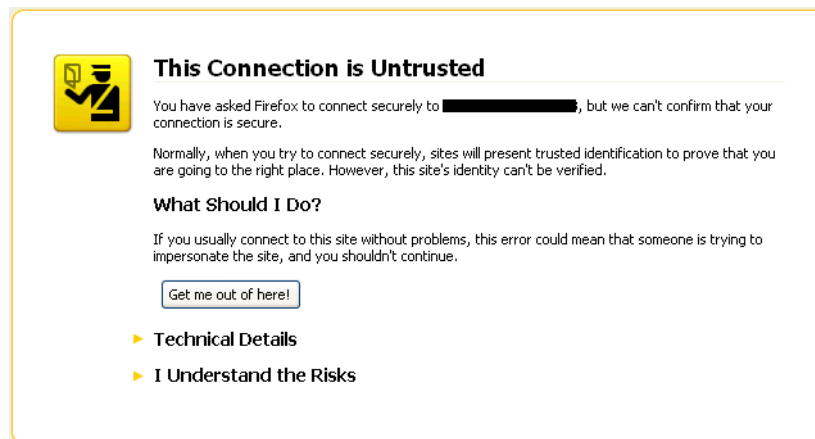 This Connection is Untrusted
You have asked Firefox to connect securely to , but we can't confirm that your
connection is secure.
Normally, when you try to connect securely, sites will present trusted identification to prove that you
are going to the right place. However, this site's identity can't be verified.
What Should I Do?
If you usually connect to this site without problems, this error could mean that someone is trying to
impersonate the site, and you shouldn't continue.
Get me out of here!
Technical Details
I Understand the Risks